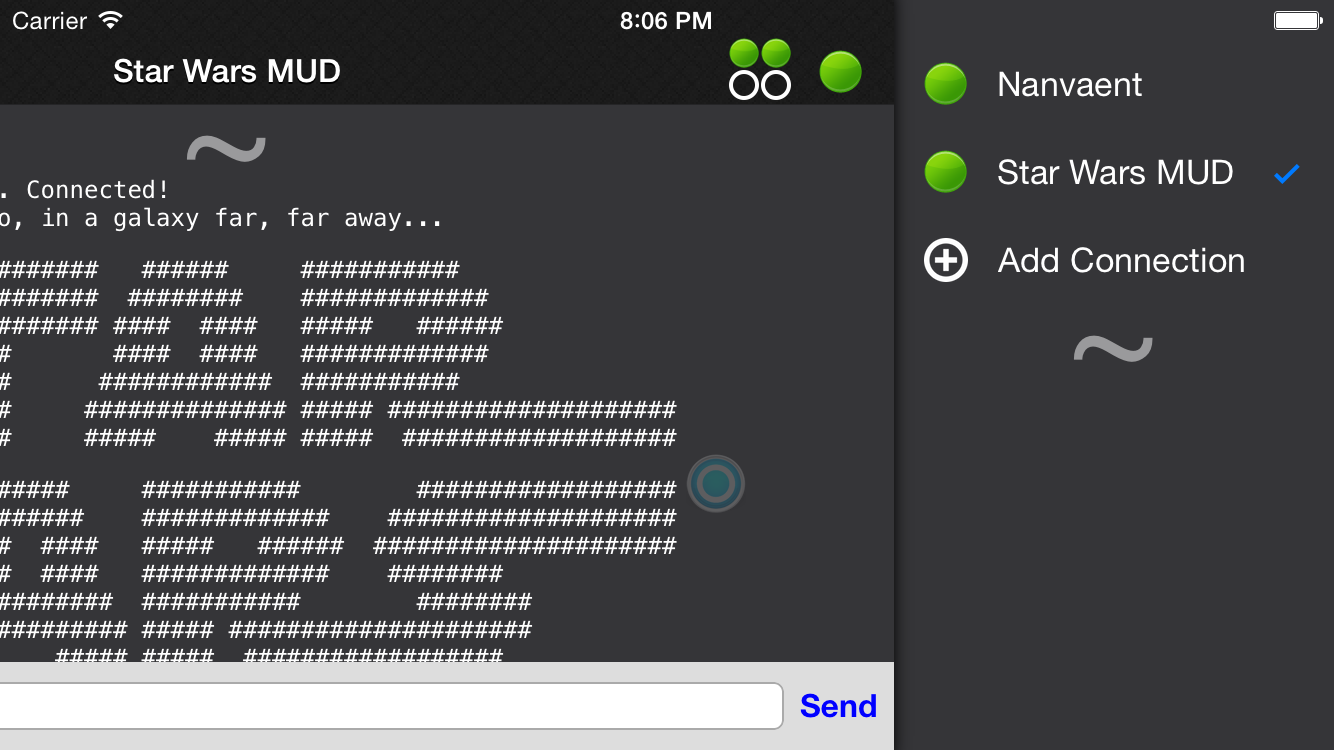 Carrier
8:06 PM
Star Wars MUD
~
. Connected!
o, in a galaxy far, far away...
####### ###### ###########
####### ######## #############
####### #### #### ##### ######
# #### #### #############
# ############ ###########
# ############## ##### ####################
# ##### ##### ##### ###################
##### ########### ##################
###### ############# ####################
# #### ##### ###### #####################
# #### ############# ########
######## ########### ########
######### ##### #####################
##### ##### ##################
Send
Nanvaent
Star Wars MUD
Add Connection
~